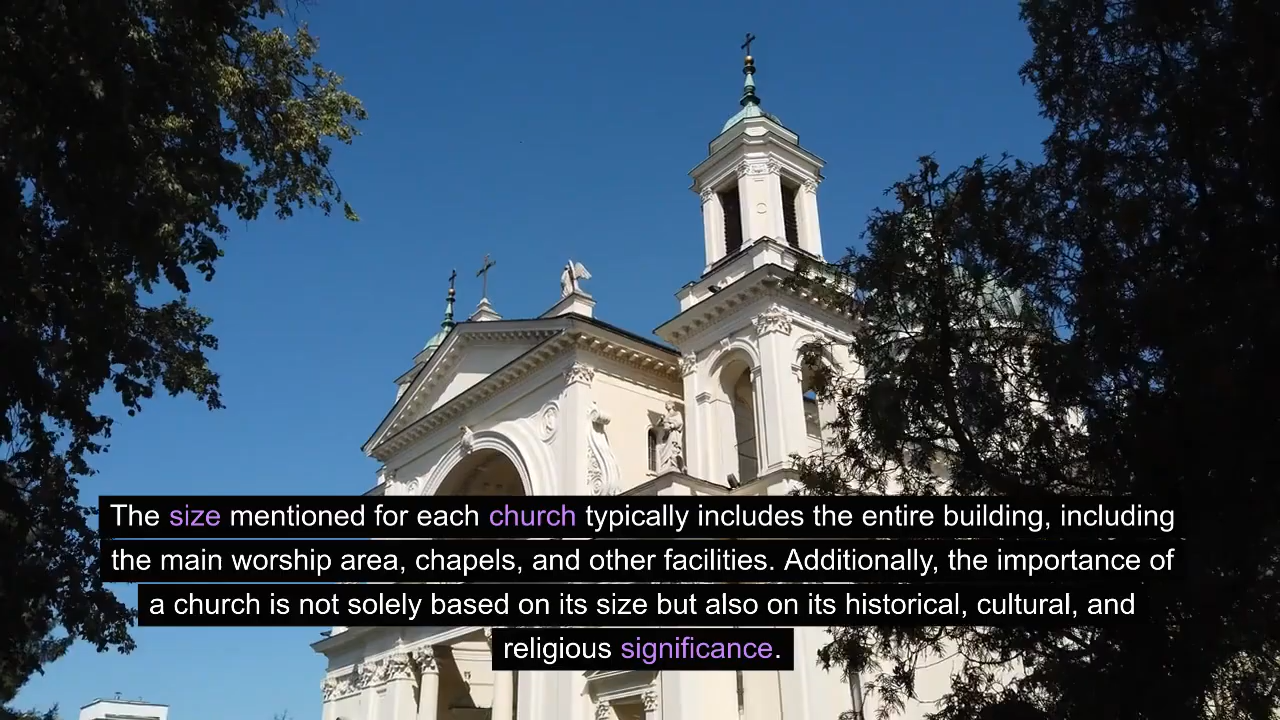 The size mentioned for each church typically includes the entire building, including
the main worship area, chapels, and other facilities. Additionally, the importance of
a church is not solely based on its size but also on its historical, cultural, and
religious significance.